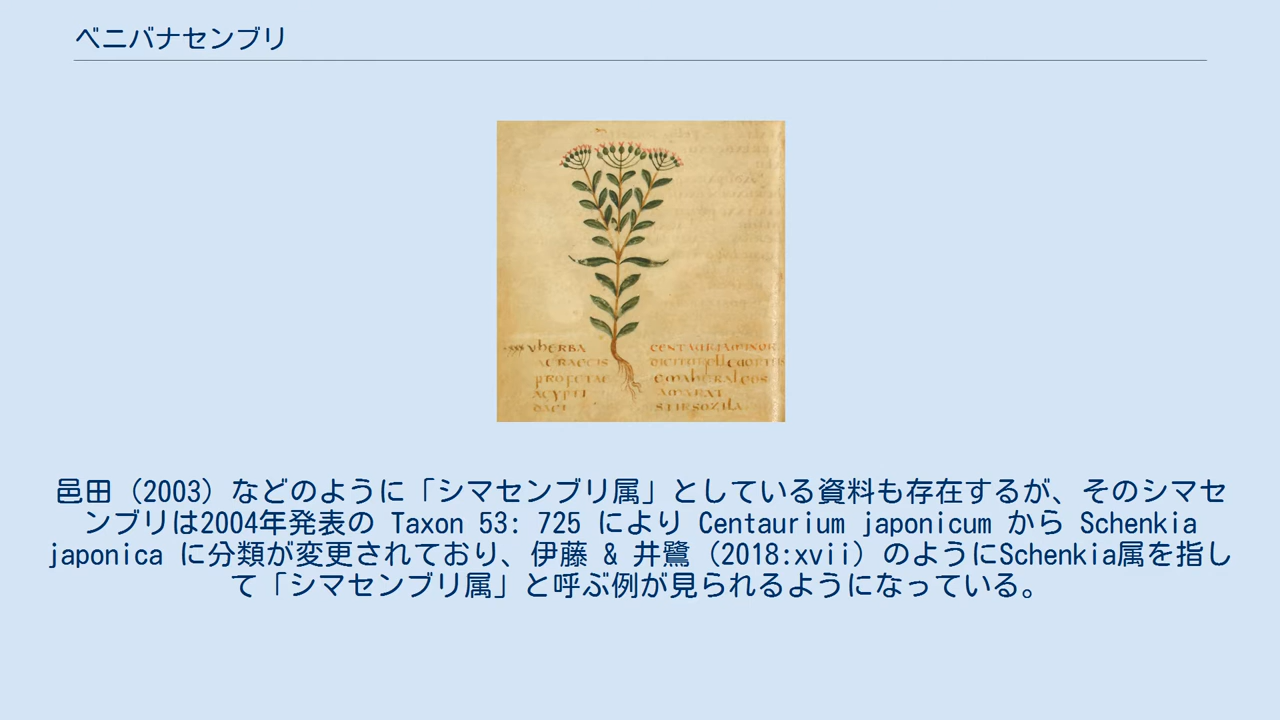 ベニバナセンブリ
VhERBA
CENTAURIAMINOR
PROFETAE
AMARAT
邑田（2003）などのように「シマセンブリ属」としている資料も存在するが、そのシマセ
ンブリは2004年発表の Taxon 53: 725 により Centaurium japonicum から Schenkia
japonica に分類が変更されており、伊藤 & 井鷺（2018:xvii）のようにSchenkia属を指し
て「シマセンブリ属」と呼ぶ例が見られるようになっている。